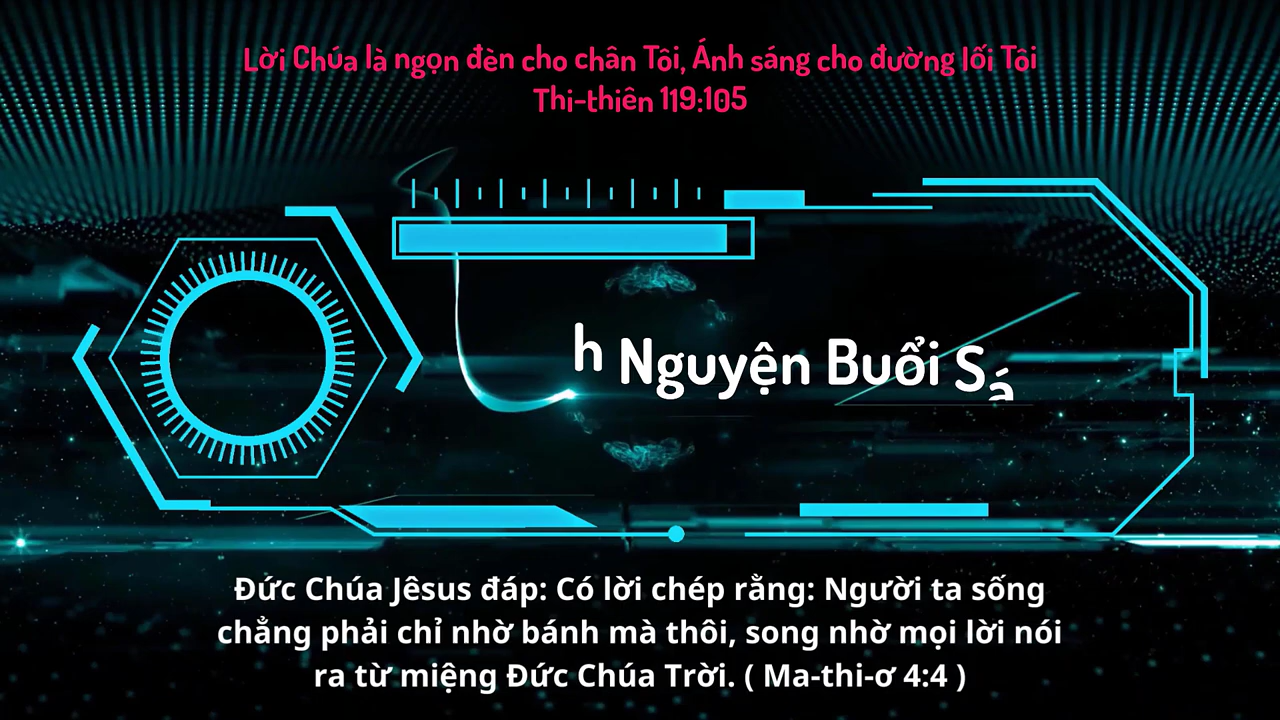 Lời Chúa là ngọn đèn cho chân Tôi, Ánh sáng cho đường lối Tôi
Thi-thiên 119:105
h Nguyện Buổi Sá
Đức Chúa Jêsus đáp: Có lời chép rằng: Người ta sống
chẳng phải chỉ nhờ bánh mà thôi, song nhờ mọi lời nói
ra từ miệng Đức Chúa Trời. ( Ma-thi-ơ 4:4 )